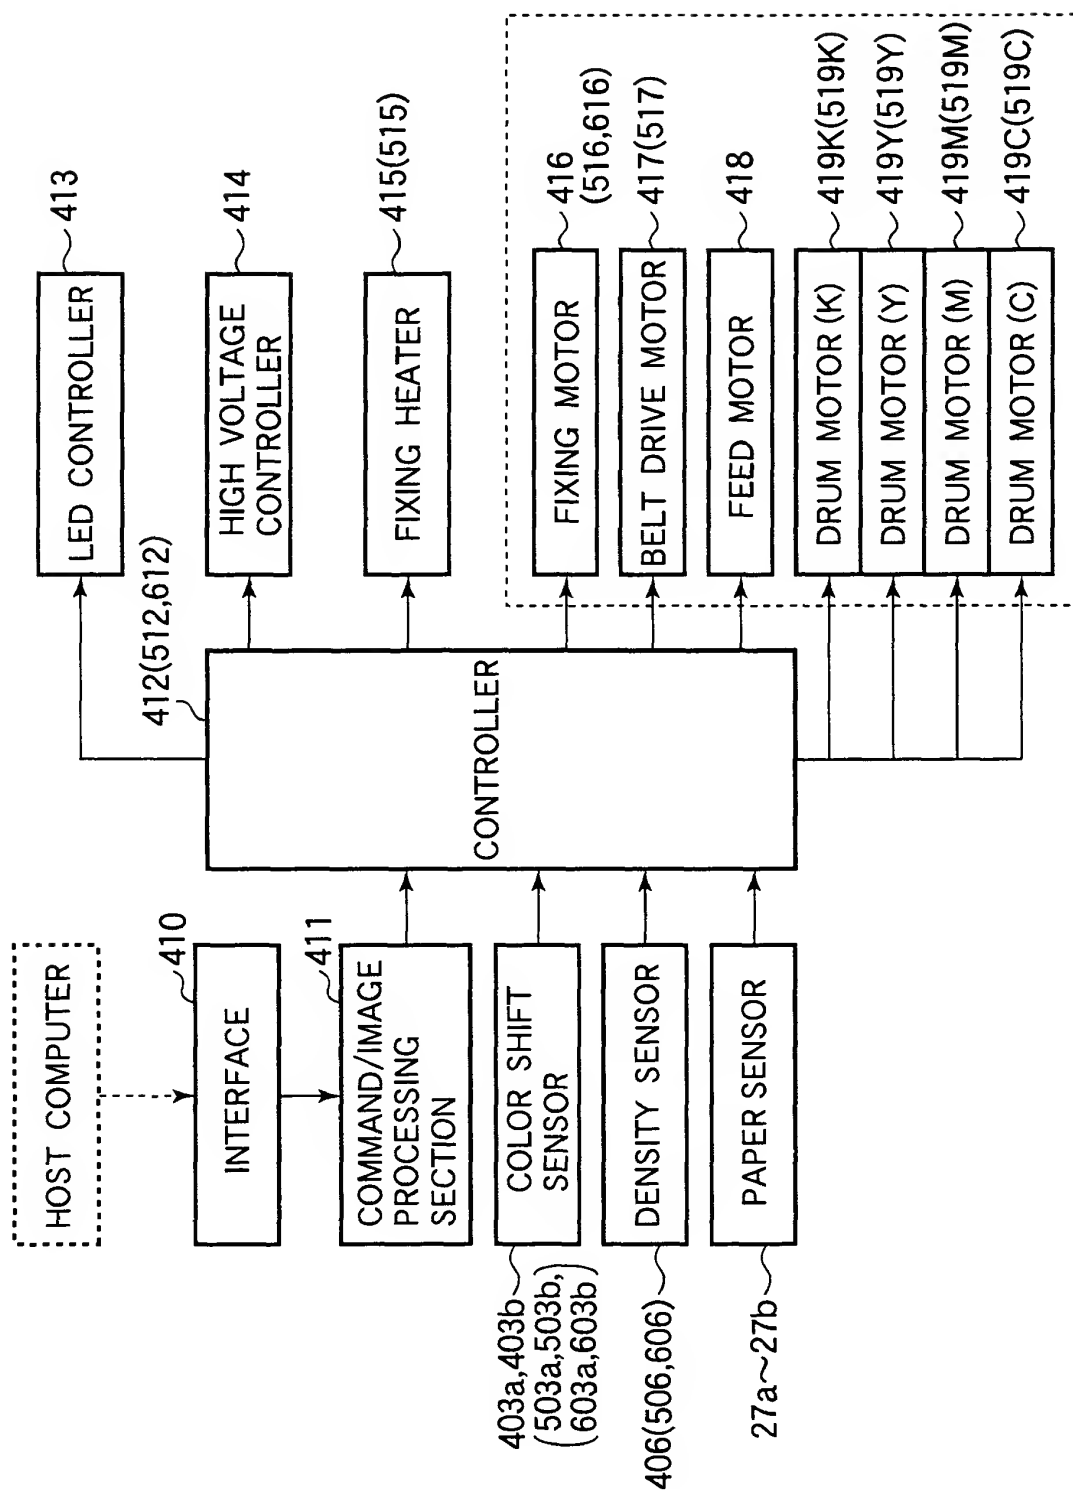 HOST COMPUTER
INTERFACE
410
COMMAND/IMAGE
PROCESSING
SECTION
411
COLOR SHIFT
SENSOR
403a,403b
(503a,503b,
603a,603b)
DENSITY SENSOR
406(506,606)
PAPER SENSOR
27a~27b
CONTROLLER
412(512,612)
LED CONTROLLER
413
HIGH VOLTAGE
CONTROLLER
414
FIXING HEATER
415(515)
FIXING MOTOR
416
(516,616)
BELT DRIVE MOTOR
417(517)
FEED MOTOR
418
DRUM MOTOR(K)
419K(519K)
DRUM MOTOR(Y)
419Y(519Y)
DRUM MOTOR(M)
419M(519M)
DRUM MOTOR(C)
419C(519C)